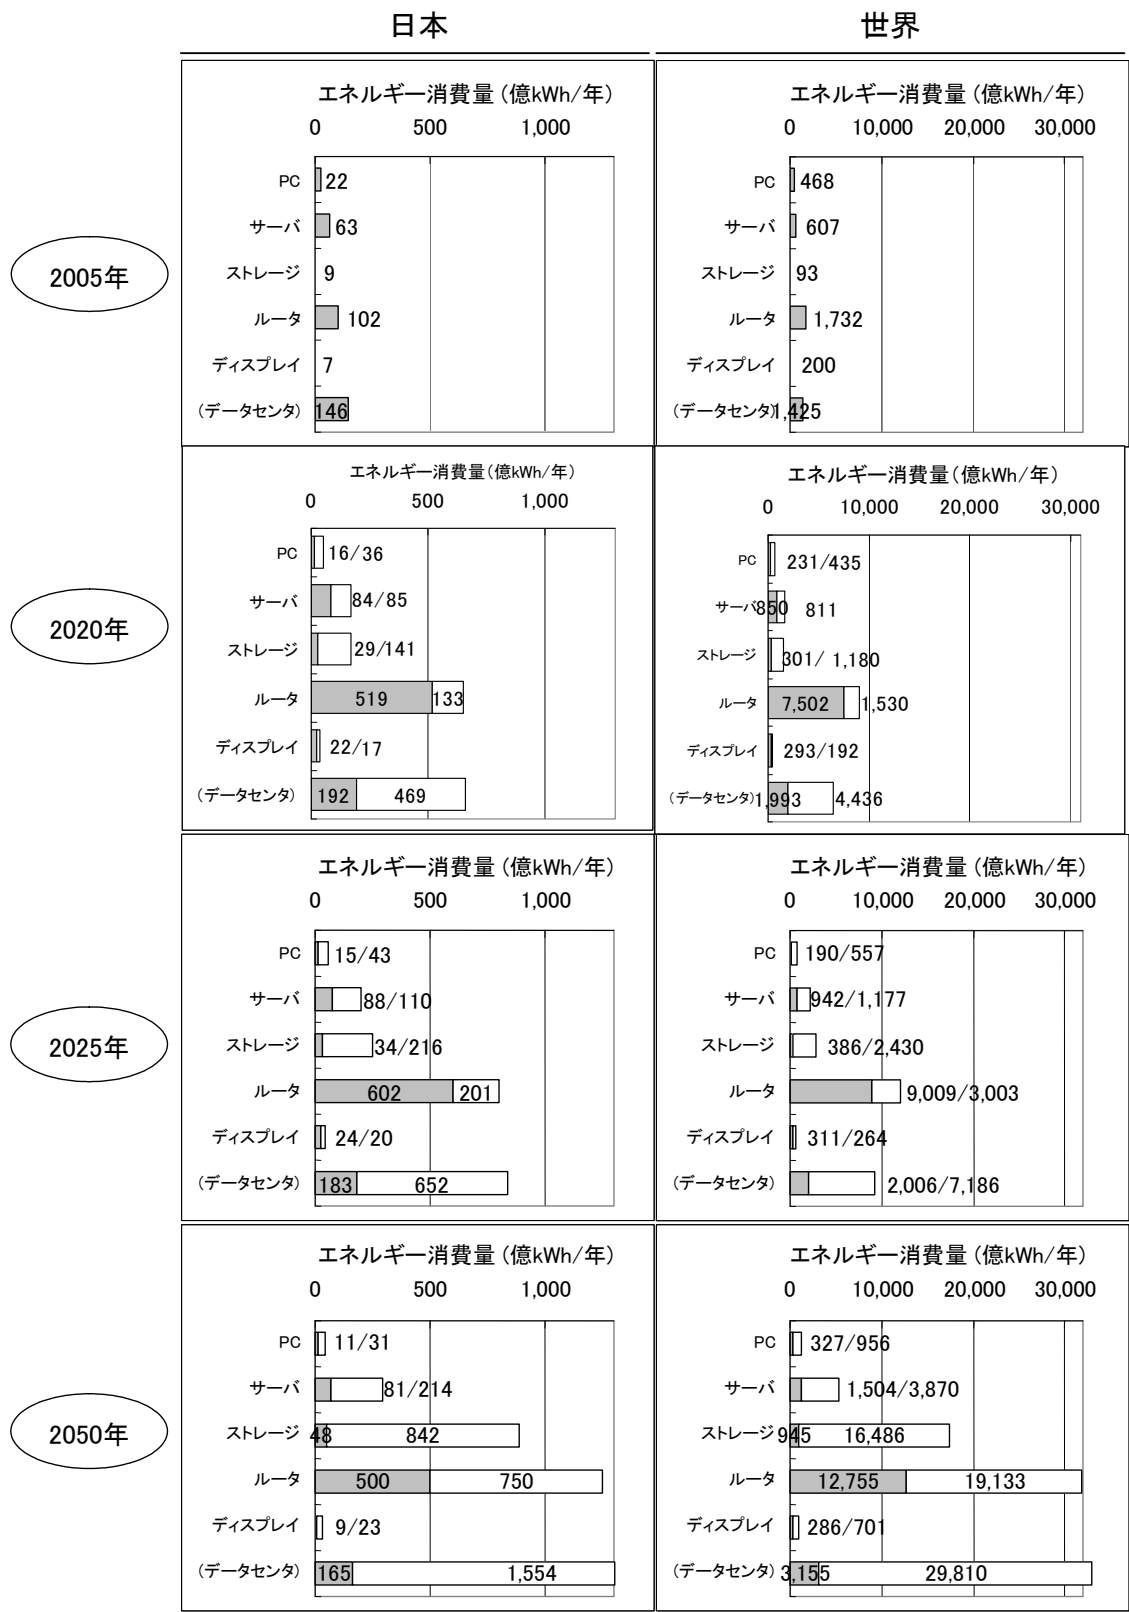 日本
世界
2005年
エネルギー消費量(億kWh/年)
0 500 1,000
PC 22
サーバ 63
ストレージ 9
ルータ 102
ディスプレイ 7
(データセンタ) 146
エネルギー消費量(億kWh/年)
0 10,000 20,000 30,000
PC 468
サーバ 607
ストレージ 93
ルータ 1,732
ディスプレイ 200
(データセンタ) 1,425
2020年
エネルギー消費量(億kWh/年)
0 500 1,000
PC 16/36
サーバ 84/85
ストレージ 29/141
ルータ 519 133
ディスプレイ 22/17
(データセンタ) 192 469
エネルギー消費量(億kWh/年)
0 10,000 20,000 30,000
PC 231/435
サーバ 850 811
ストレージ 301/ 1,180
ルータ 7,502 1,530
ディスプレイ 293/192
(データセンタ) 1,993 4,436
2025年
エネルギー消費量(億kWh/年)
0 500 1,000
PC 15/43
サーバ 88/110
ストレージ 34/216
ルータ 602 201
ディスプレイ 24/20
(データセンタ) 183 652
エネルギー消費量(億kWh/年)
0 10,000 20,000 30,000
PC 190/557
サーバ 942/1,177
ストレージ 386/2,430
ルータ 9,009/3,003
ディスプレイ 311/264
(データセンタ) 2,006/7,186
2050年
エネルギー消費量(億kWh/年)
0 500 1,000
PC 11/31
サーバ 81/214
ストレージ 48 842
ルータ 500 750
ディスプレイ 9/23
(データセンタ) 165 1,554
エネルギー消費量(億kWh/年)
0 10,000 20,000 30,000
PC 327/956
サーバ 1,504/3,870
ストレージ 945 16,486
ルータ 12,755 19,133
ディスプレイ 286/701
(データセンタ) 3,155 29,810